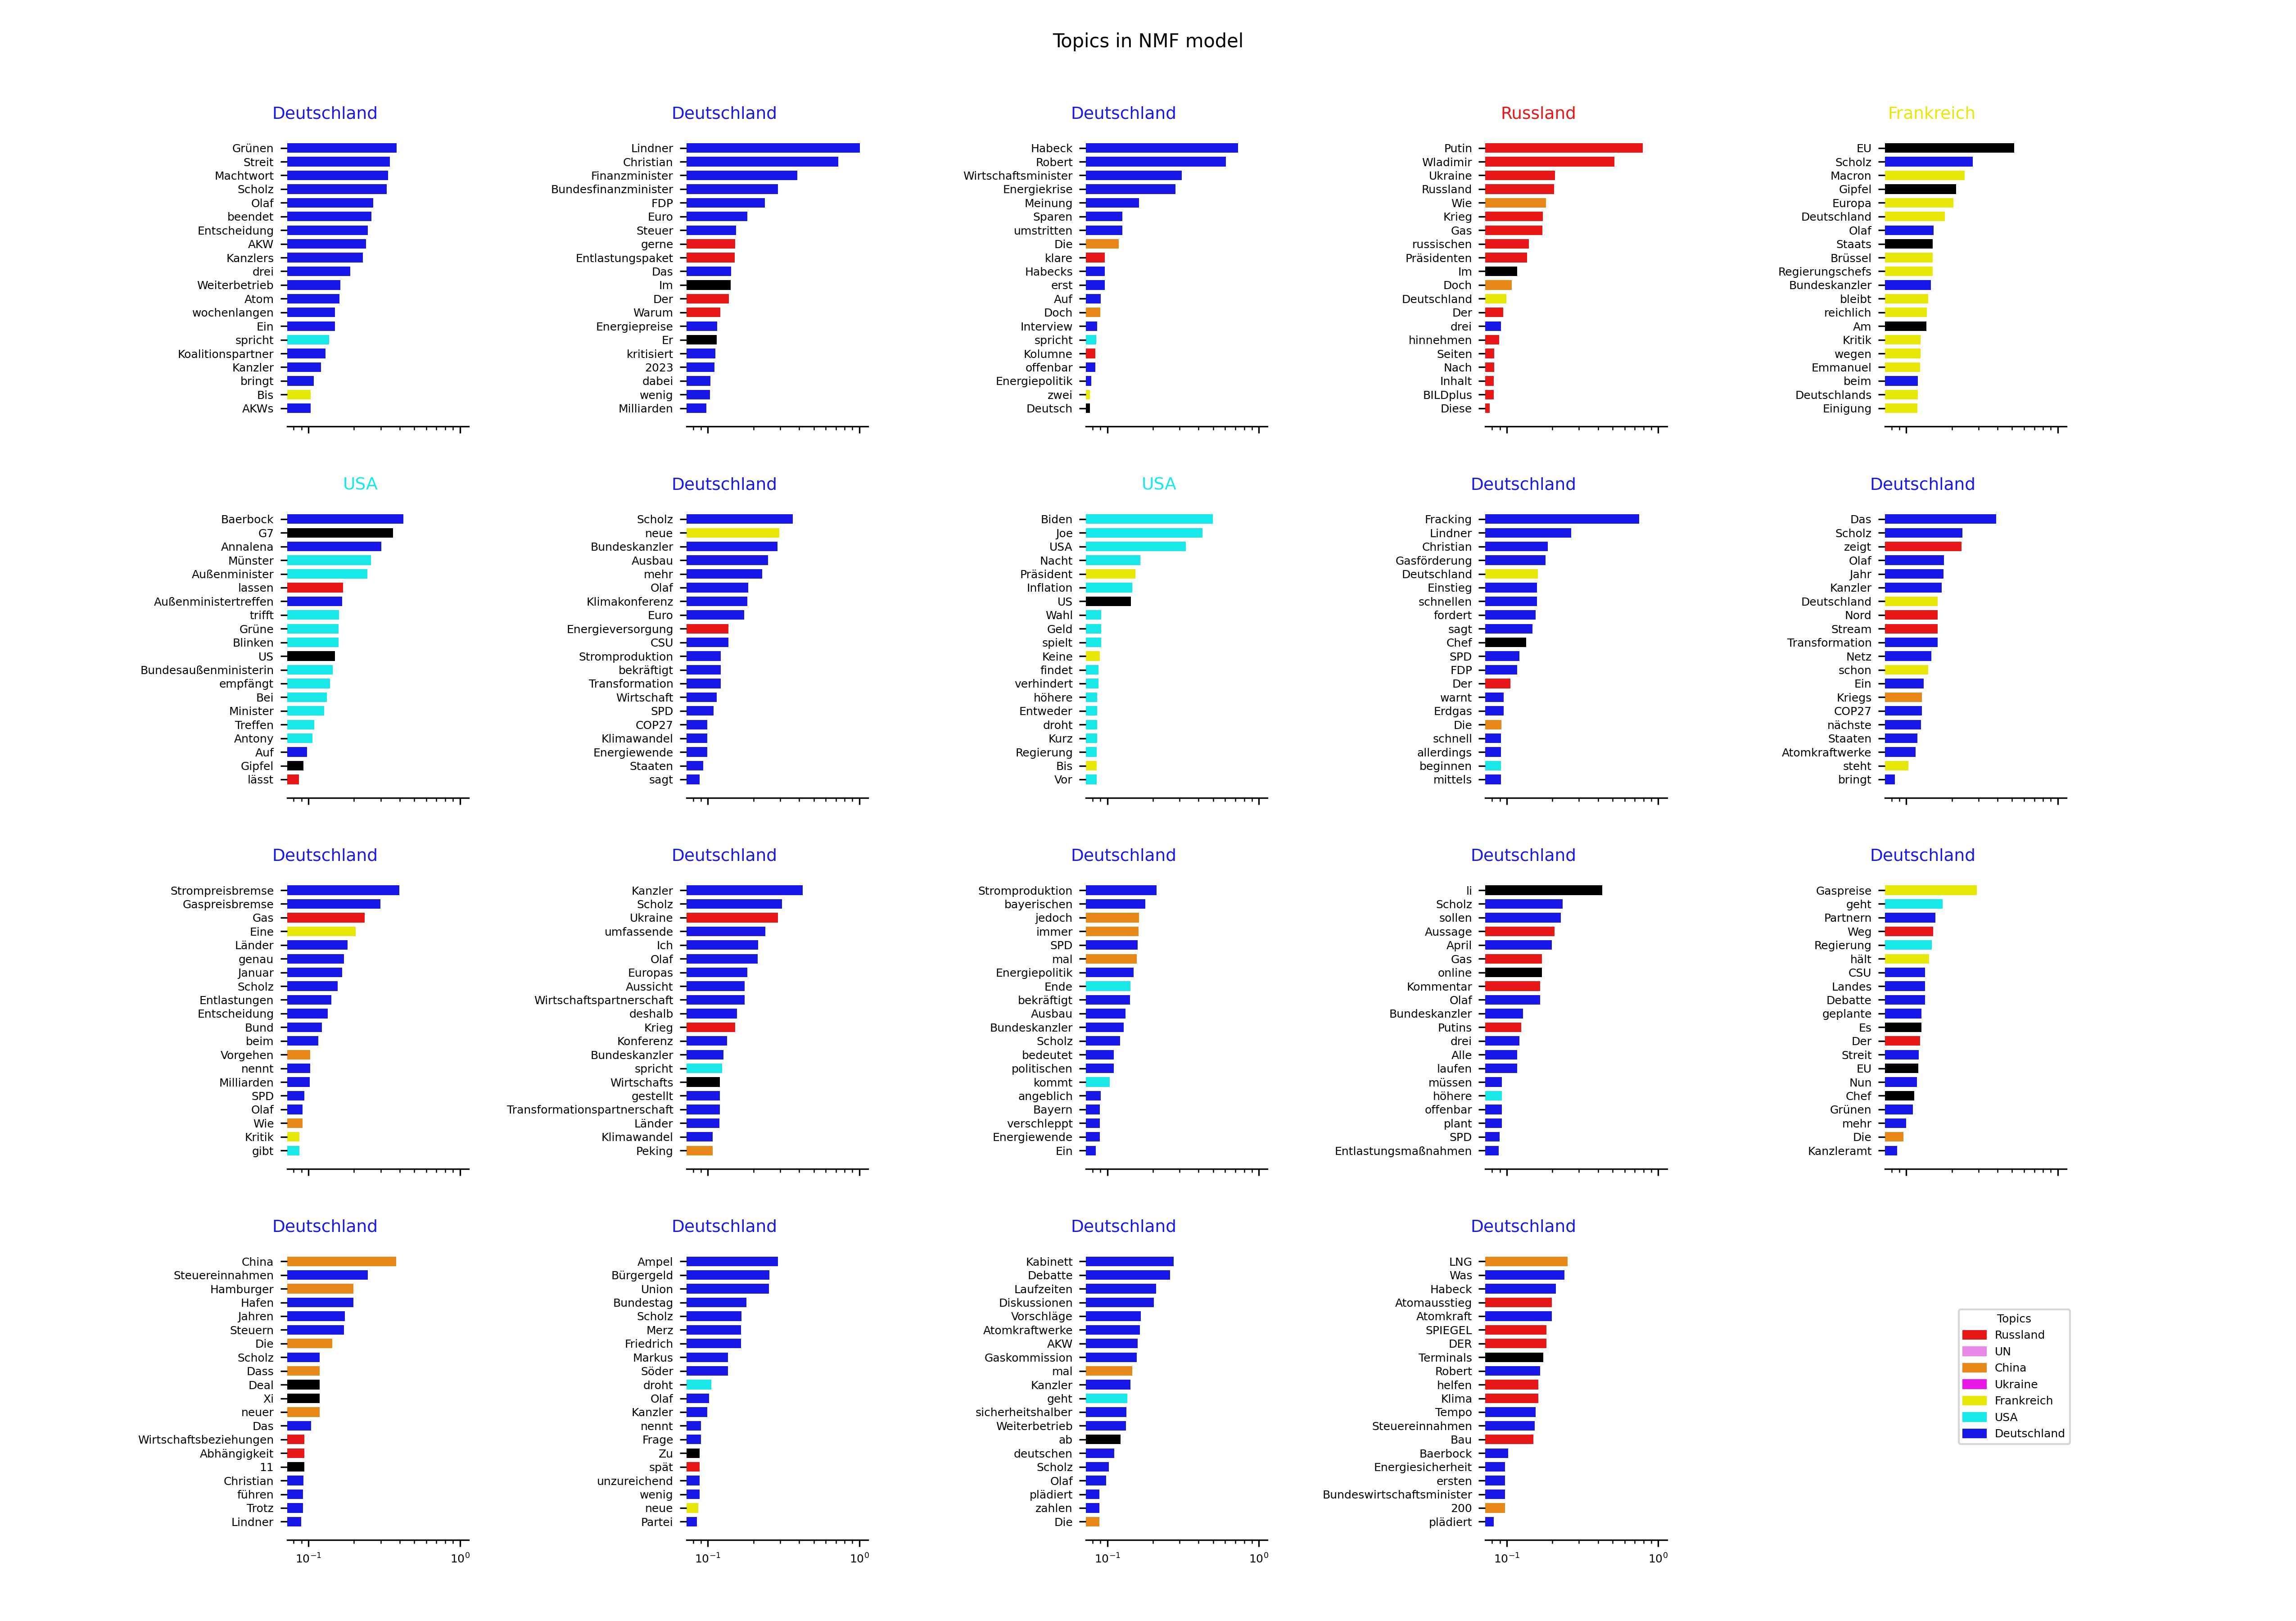 Topics in NMF model
Deutschland
Grünen
Streit
Machtwort
Scholz
Olaf
beendet
Entscheidung
AKW
Kanzlers
drei
Weiterbetrieb
Atom
wochenlangen
Ein
spricht
Koalitionspartner
Kanzler
bringt
Bis
AKWs
Deutschland
Lindner
Christian
Finanzminister
Bundesfinanzminister
FDP
Euro
Steuer
gerne
Entlastungspaket
Das
Im
Der
Warum
Energiepreise
Er
kritisiert
2023
dabei
wenig
Milliarden
Deutschland
Habeck
Robert
Wirtschaftsminister
Energiekrise
Meinung
Sparen
umstritten
Die
klare
Habecks
erst
Auf
Doch
Interview
spricht
Kolumne
offenbar
Energiepolitik
zwei
Deutsch
Russland
Putin
Wladimir
Ukraine
Russland
Wie
Krieg
Gas
russischen
Präsidenten
Im
Doch
Deutschland
Der
drei
hinnehmen
Seiten
Nach
Inhalt
BILDplus
Diese
Frankreich
EU
Scholz
Macron
Gipfel
Europa
Deutschland
Olaf
Staats
Brüssel
Regierungschefs
Bundeskanzler
bleibt
reichlich
Am
Kritik
wegen
Emmanuel
beim
Deutschlands
Einigung
USA
Baerbock
G7
Annalena
Münster
Außenminister
lassen
Außenministertreffen
trifft
Grüne
Blinken
US
Bundesaußenministerin
empfängt
Bei
Minister
Treffen
Antony
Auf
Gipfel
lässt
Deutschland
Scholz
neue
Bundeskanzler
Ausbau
mehr
Olaf
Klimakonferenz
Euro
Energieversorgung
CSU
Stromproduktion
bekräftigt
Transformation
Wirtschaft
SPD
COP27
Klimawandel
Energiewende
Staaten
sagt
USA
Biden
Joe
USA
Nacht
Präsident
Inflation
US
Wahl
Geld
spielt
Keine
findet
verhindert
höhere
Entweder
droht
Kurz
Regierung
Bis
Vor
Deutschland
Fracking
Lindner
Christian
Gasförderung
Deutschland
Einstieg
schnellen
fordert
sagt
Chef
SPD
FDP
Der
warnt
Erdgas
Die
schnell
allerdings
beginnen
mittels
Deutschland
Das
Scholz
zeigt
Olaf
Jahr
Kanzler
Deutschland
Nord
Stream
Transformation
Netz
schon
Ein
Kriegs
COP27
nächste
Staaten
Atomkraftwerke
steht
bringt
Deutschland
Strompreisbremse
Gaspreisbremse
Gas
Eine
Länder
genau
Januar
Scholz
Entlastungen
Entscheidung
Bund
beim
Vorgehen
nennt
Milliarden
SPD
Olaf
Wie
Kritik
gibt
Deutschland
Kanzler
Scholz
Ukraine
umfassende
Ich
Olaf
Europas
Aussicht
Wirtschaftspartnerschaft
deshalb
Krieg
Konferenz
Bundeskanzler
spricht
Wirtschafts
gestellt
Transformationspartnerschaft
Länder
Klimawandel
Peking
Deutschland
Stromproduktion
bayerischen
jedoch
immer
SPD
mal
Energiepolitik
Ende
bekräftigt
Ausbau
Bundeskanzler
Scholz
bedeutet
politischen
kommt
angeblich
Bayern
verschleppt
Energiewende
Ein
Deutschland
li
Scholz
sollen
Aussage
April
Gas
online
Kommentar
Olaf
Bundeskanzler
Putins
drei
Alle
laufen
müssen
höhere
offenbar
plant
SPD
Entlastungsmaßnahmen
Deutschland
Gaspreise
geht
Partnern
Weg
Regierung
hält
CSU
Landes
Debatte
geplante
Es
Der
Streit
EU
Nun
Chef
Grünen
mehr
Die
Kanzleramt
Deutschland
China
Steuereinnahmen
Hamburger
Hafen
Jahren
Steuern
Die
Scholz
Dass
Deal
Xi
neuer
Das
Wirtschaftsbeziehungen
Abhängigkeit
11
Christian
führen
Trotz
Lindner
10⁻¹ 10⁰
Deutschland
Ampel
Bürgergeld
Union
Bundestag
Scholz
Merz
Friedrich
Markus
Söder
droht
Olaf
Kanzler
nennt
Frage
Zu
spät
unzureichend
wenig
neue
Partei
10⁻¹ 10⁰
Deutschland
Kabinett
Debatte
Laufzeiten
Diskussionen
Vorschläge
Atomkraftwerke
AKW
Gaskommission
mal
Kanzler
geht
sicherheitshalber
Weiterbetrieb
ab
deutschen
Scholz
Olaf
plädiert
zahlen
Die
10⁻¹ 10⁰
Deutschland
LNG
Was
Habeck
Atomausstieg
Atomkraft
SPIEGEL
DER
Terminals
Robert
helfen
Klima
Tempo
Steuereinnahmen
Bau
Baerbock
Energiesicherheit
ersten
Bundeswirtschaftsminister
200
plädiert
10⁻¹ 10⁰
Topics
Russland
UN
China
Ukraine
Frankreich
USA
Deutschland